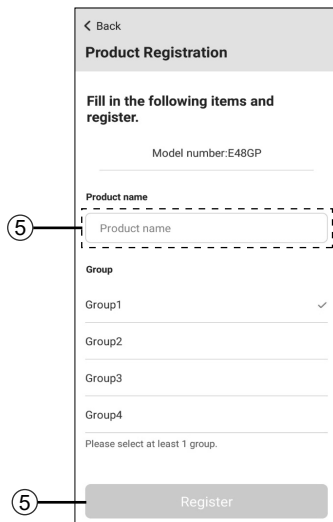 Back
Product Registration
Fill in the following items and
register.
Model number:E48GP
Product name
⑤
Product name
Group
Group1
Group2
Group3
Group4
Please select at least 1 group.
⑤
Register